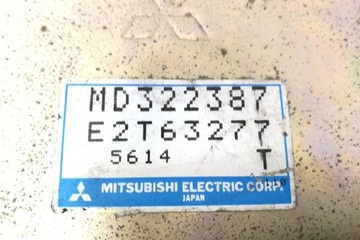 MD322387
E2T63277
5614 T
MITSUBISHI ELECTRIC CORP.
JAPAN